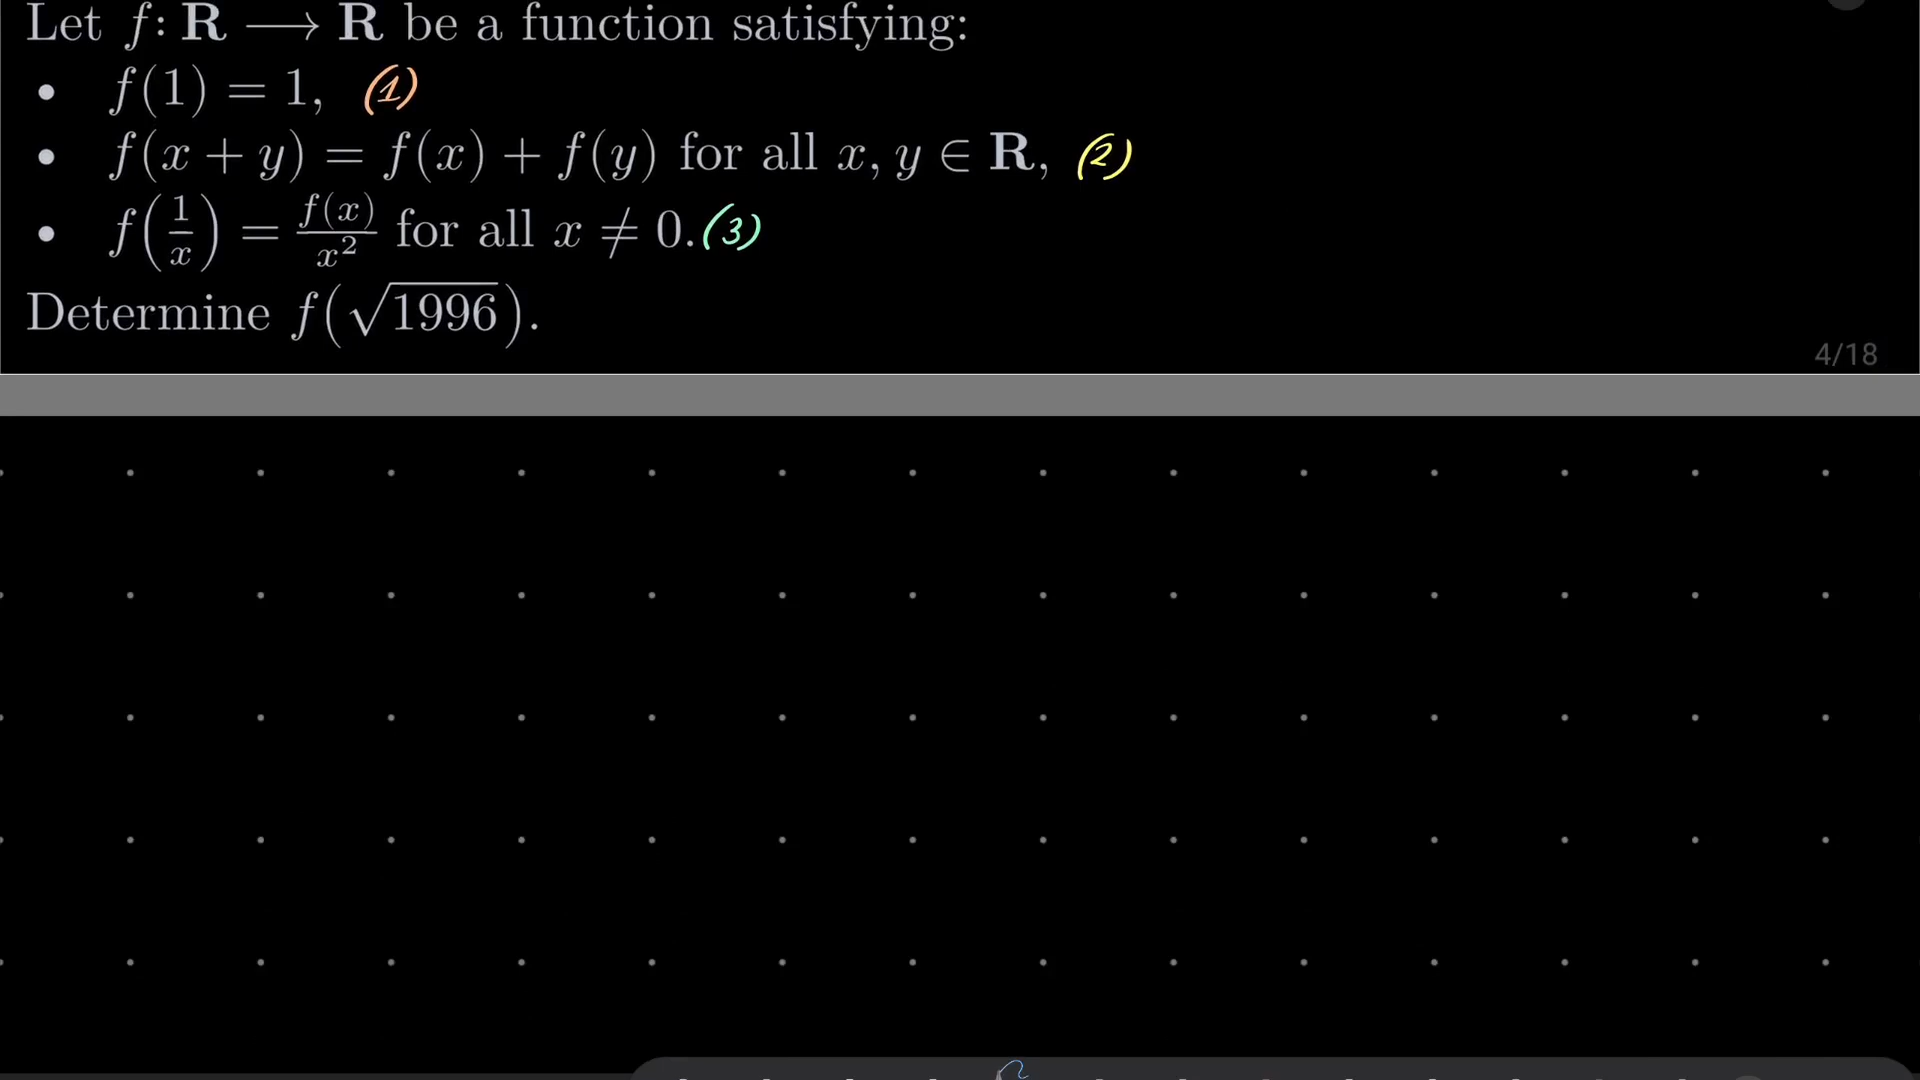 Let f: R ⟶ R be a function satisfying:
• f(1) = 1, (1)
• f(x + y) = f(x) + f(y) for all x, y ∈ R, (2)
• f(1/x) = f(x)/x² for all x ≠ 0. (3)
Determine f(√1996).
4/18